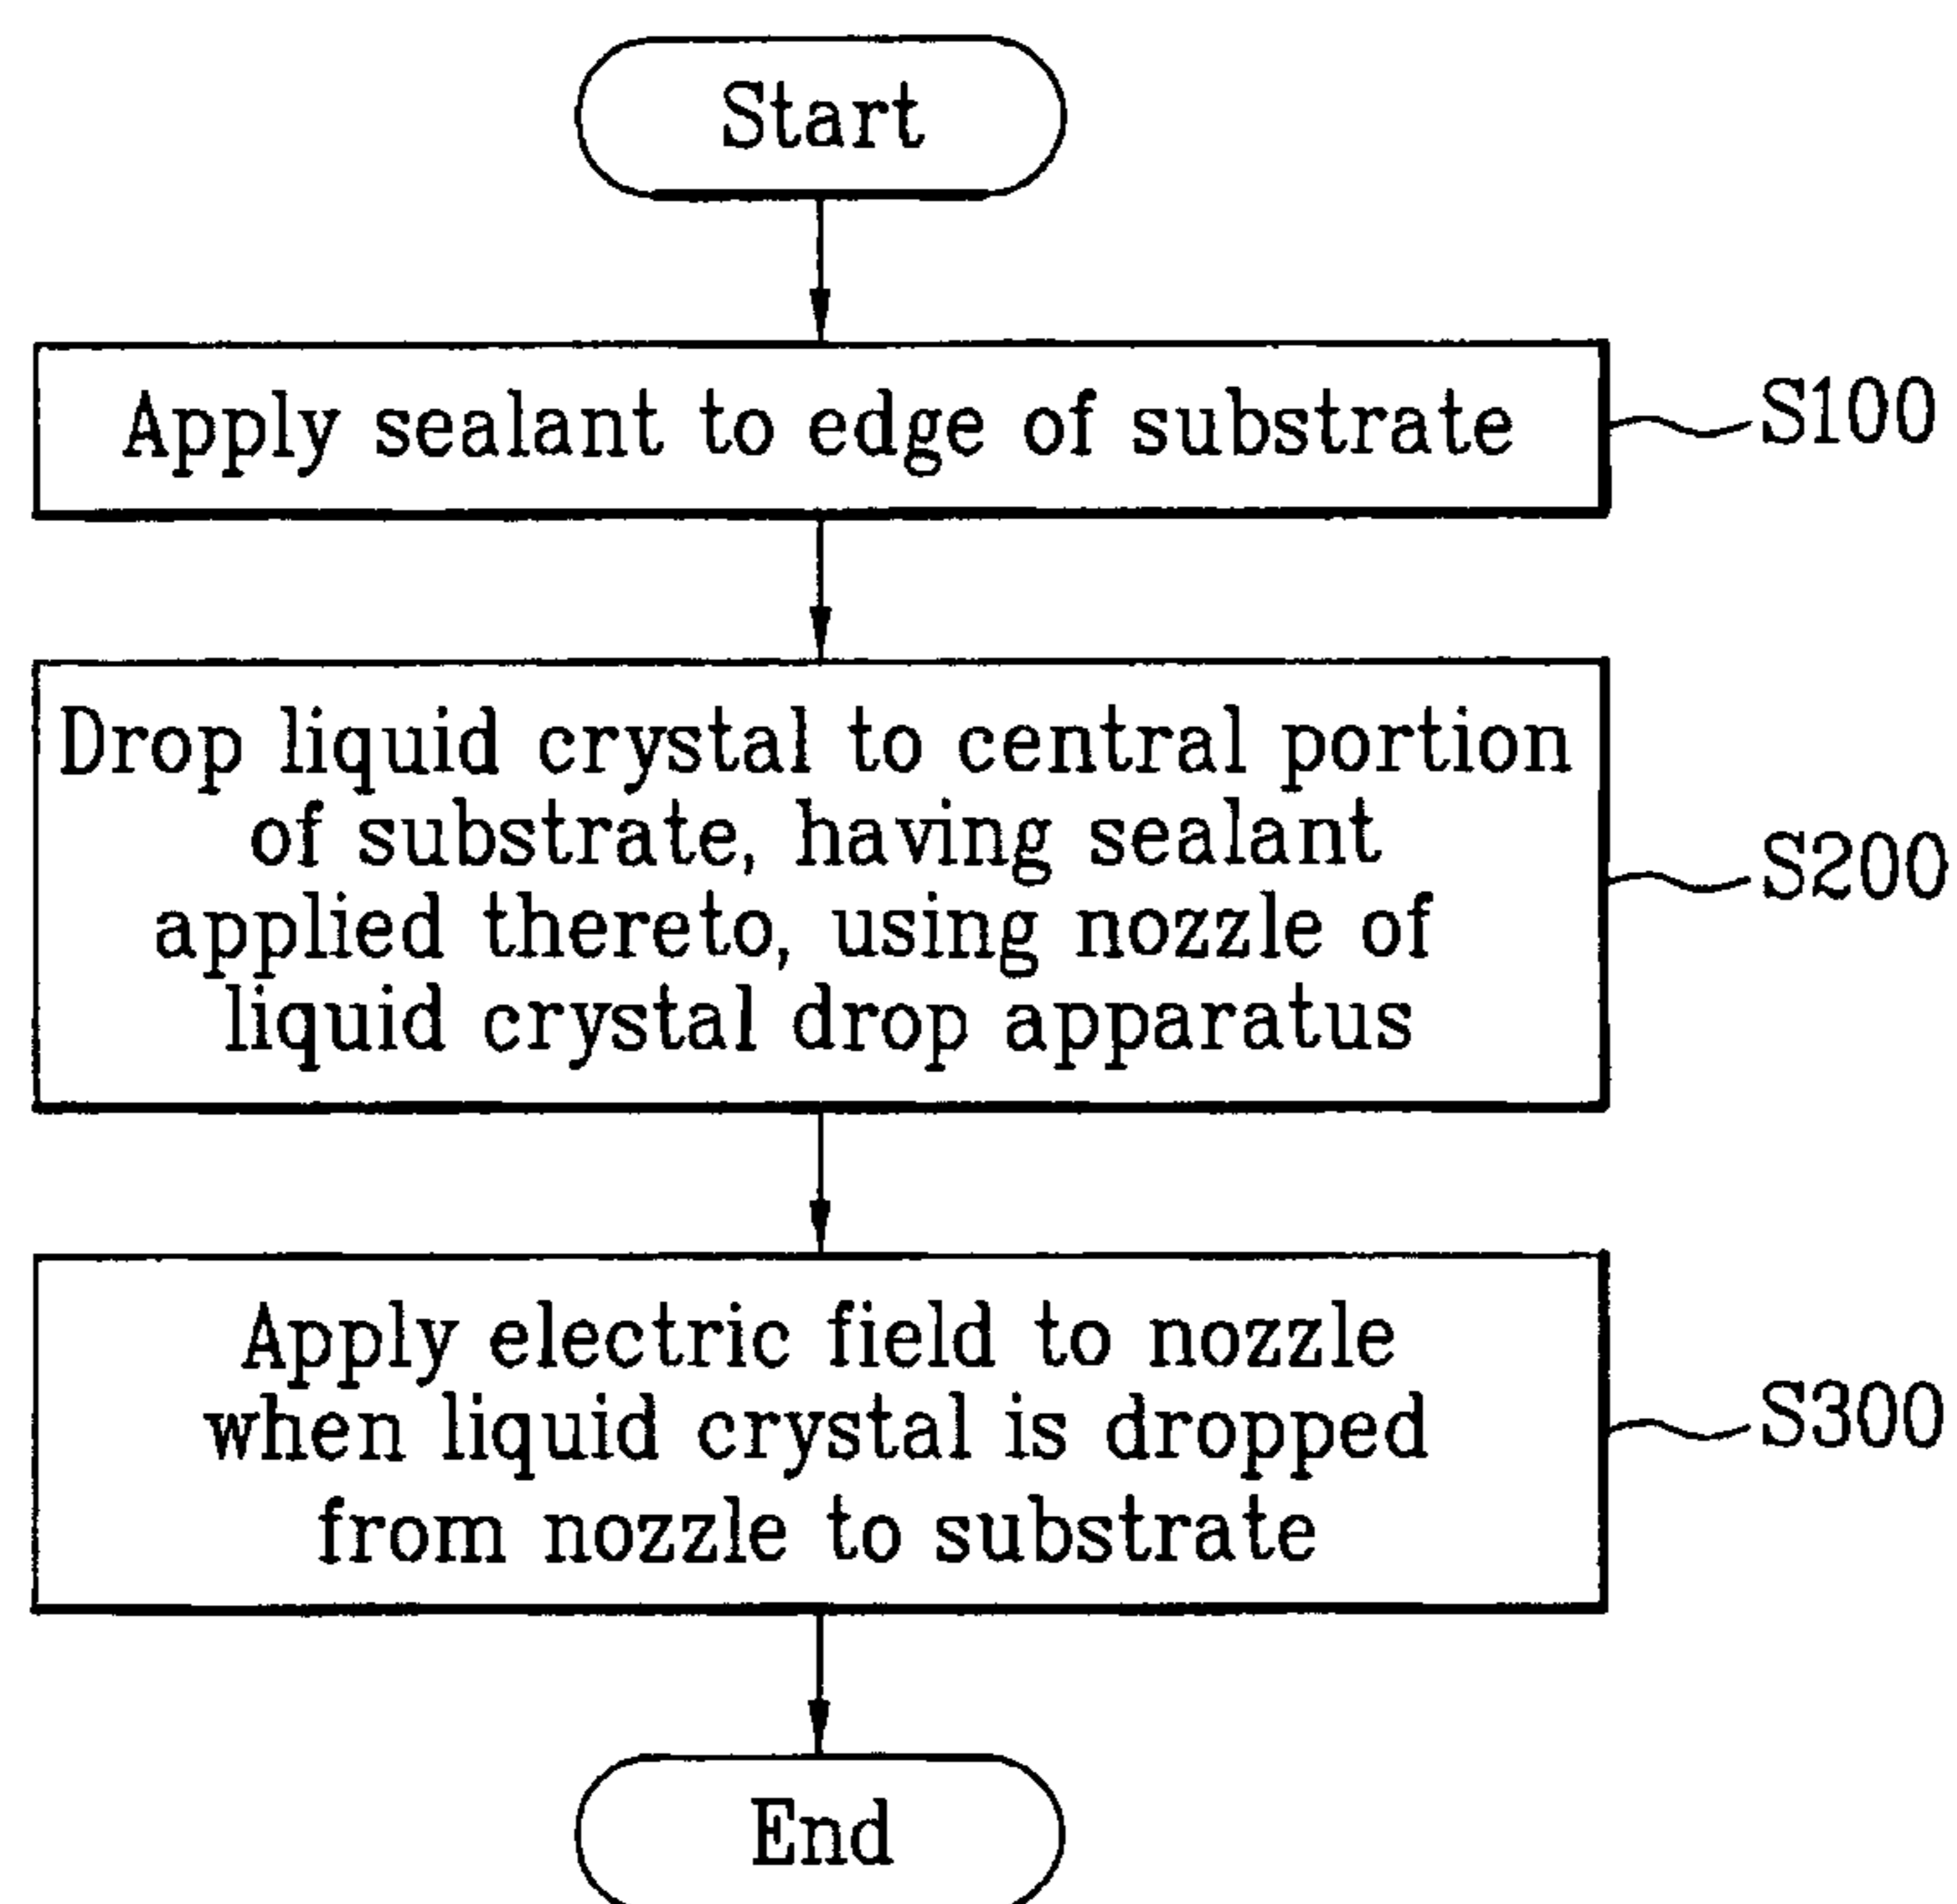 Start
Apply sealant to edge of substrate
S100
Drop liquid crystal to central portion
of substrate, having sealant
applied thereto, using nozzle of
liquid crystal drop apparatus
S200
Apply electric field to nozzle
when liquid crystal is dropped
from nozzle to substrate
S300
End